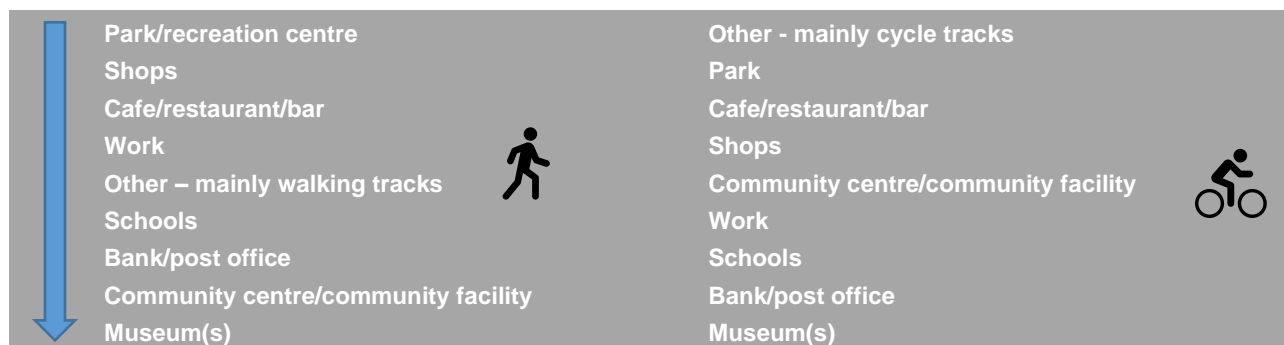 Park/recreation centre
Shops
Cafe/restaurant/bar
Work
Other – mainly walking tracks
Schools
Bank/post office
Community centre/community facility
Museum(s)
Other - mainly cycle tracks
Park
Cafe/restaurant/bar
Shops
Community centre/community facility
Work
Schools
Bank/post office
Museum(s)